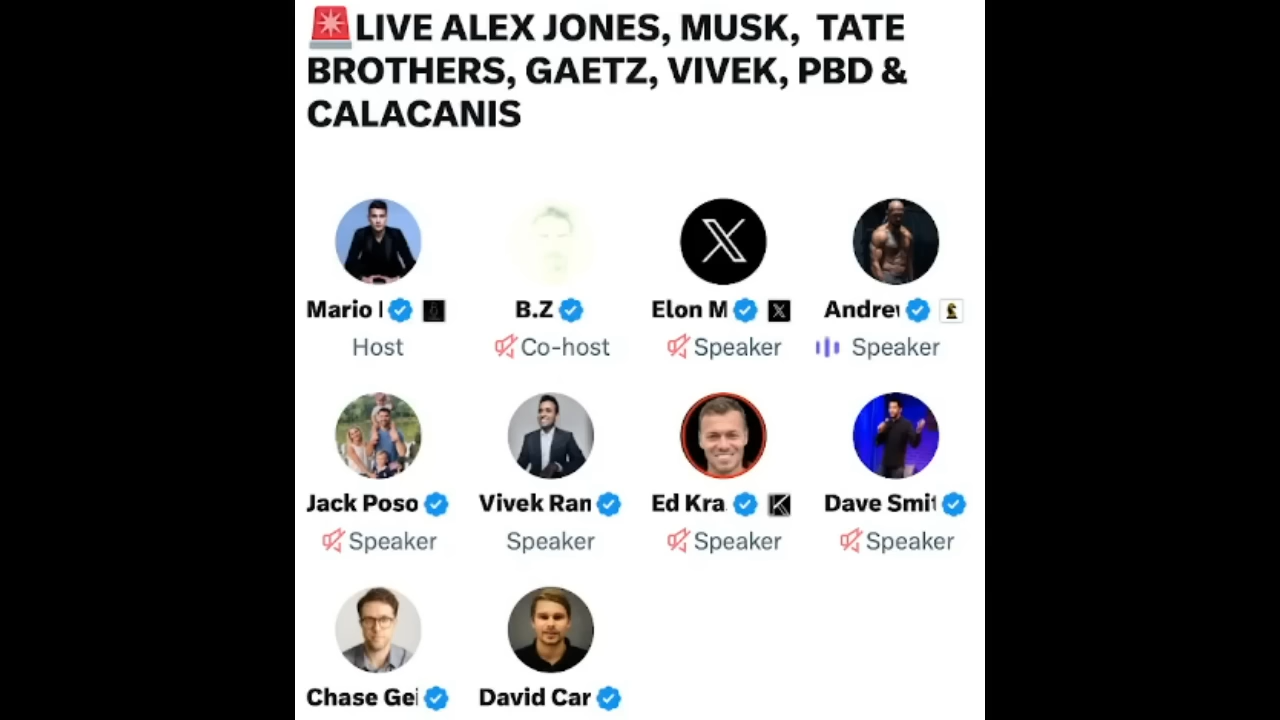 🚨LIVE ALEX JONES, MUSK, TATE
BROTHERS, GAETZ, VIVEK, PBD &
CALACANIS
Mario B.Z Elon M Andrew
Host Co-host Speaker Speaker
Jack Poso Vivek Ran Ed Kra Dave Smit
Speaker Speaker Speaker Speaker
Chase Gei David Car